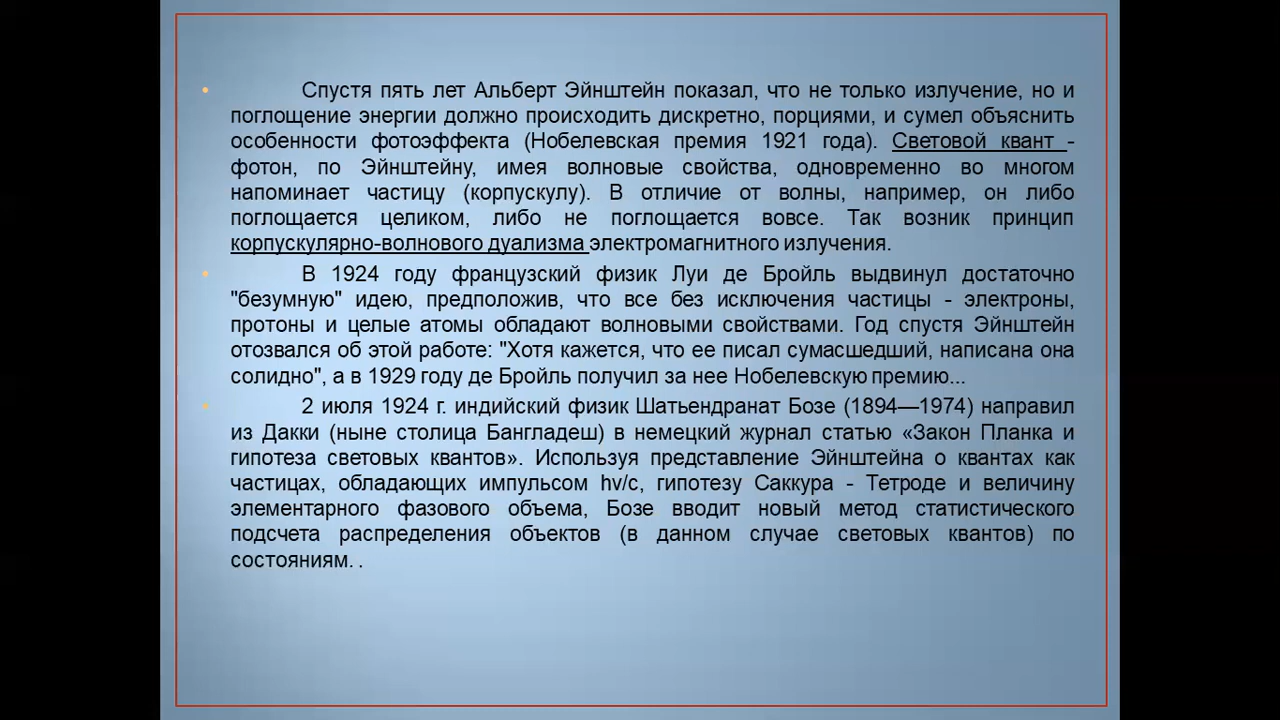 Спустя пять лет Альберт Эйнштейн показал, что не только излучение, но и
поглощение энергии должно происходить дискретно, порциями, и сумел объяснить
особенности фотоэффекта (Нобелевская премия 1921 года). Световой квант -
фотон, по Эйнштейну, имея волновые свойства, одновременно во многом
напоминает частицу (корпускулу). В отличие от волны, например, он либо
поглощается целиком, либо не поглощается вовсе. Так возник принцип
корпускулярно-волнового дуализма электромагнитного излучения.
В 1924 году французский физик Луи де Бройль выдвинул достаточно
"безумную" идею, предположив, что все без исключения частицы - электроны,
протоны и целые атомы обладают волновыми свойствами. Год спустя Эйнштейн
отозвался об этой работе: "Хотя кажется, что ее писал сумасшедший, написана она
солидно", а в 1929 году де Бройль получил за нее Нобелевскую премию...
2 июля 1924 г. индийский физик Шатьендранат Бозе (1894—1974) направил
из Дакки (ныне столица Бангладеш) в немецкий журнал статью «Закон Планка и
гипотеза световых квантов». Используя представление Эйнштейна о квантах как
частицах, обладающих импульсом hv/c, гипотезу Саккура - Тетроде и величину
элементарного фазового объема, Бозе вводит новый метод статистического
подсчета распределения объектов (в данном случае световых квантов) по
состояниям. .